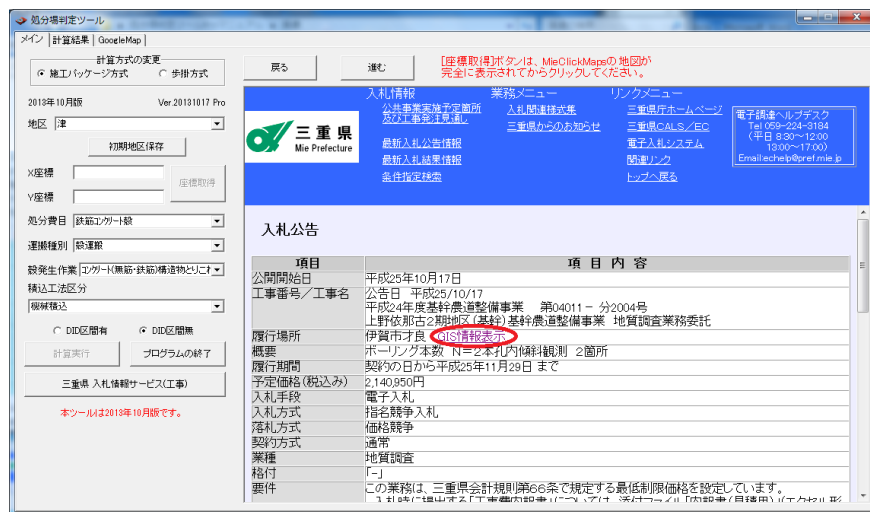 処分場判定ツール
メイン 計算結果 GoogleMap
計算方式の変更
施工パッケージ方式 歩掛方式
2013年10月版 Ver.20131017 Pro
地区 津
初期地区保存
X座標
座標取得
Y座標
処分費目 鉄筋コンクリート殻
運搬種別 殻運搬
殻発生作業 コンクリート(無筋・鉄筋)構造物とりこわ
積込工法区分
機械積込
DID区間有 DID区間無
計算実行 プログラムの終了
三重県 入札情報サービス(工事)
本ツールは2013年10月版です。
戻る 進む
[座標取得]ボタンは、MieClickMapsの地図が
完全に表示されてからクリックしてください。
三重県
Mie Prefecture
入札情報 業務メニュー リンクメニュー
公共事業実施予定箇所
及び工事発注見通し
最新入札公告情報
最新入札結果情報
条件指定検索
入札関連様式集
三重県からのお知らせ
三重県庁ホームページ
三重県CALS/EC
電子入札システム
関連リンク
トップへ戻る
電子調達ヘルプデスク
Tel 059-224-3184
(平日 8:30～12:00
13:00～17:00)
Email:echelp@pref.mie.jp
入札公告
項目 項 目 内 容
公開開始日 平成25年10月17日
工事番号／工事名 公告日 平成25/10/17
平成24年度基幹農道整備事業 第04011－分2004号
上野依那古2期地区(基幹)基幹農道整備事業 地質調査業務委託
履行場所 伊賀市才良 GIS情報表示
概要 ボーリング本数 N=2本孔内傾斜観測 2箇所
履行期間 契約の日から平成25年11月29日 まで
予定価格(税込み) 2,140,950円
入札手段 電子入札
入札方式 指名競争入札
落札方式 価格競争
契約方式 通常
業種 地質調査
格付 「-」
要件 この業務は、三重県会計規則第66条で規定する最低制限価格を設定しています。